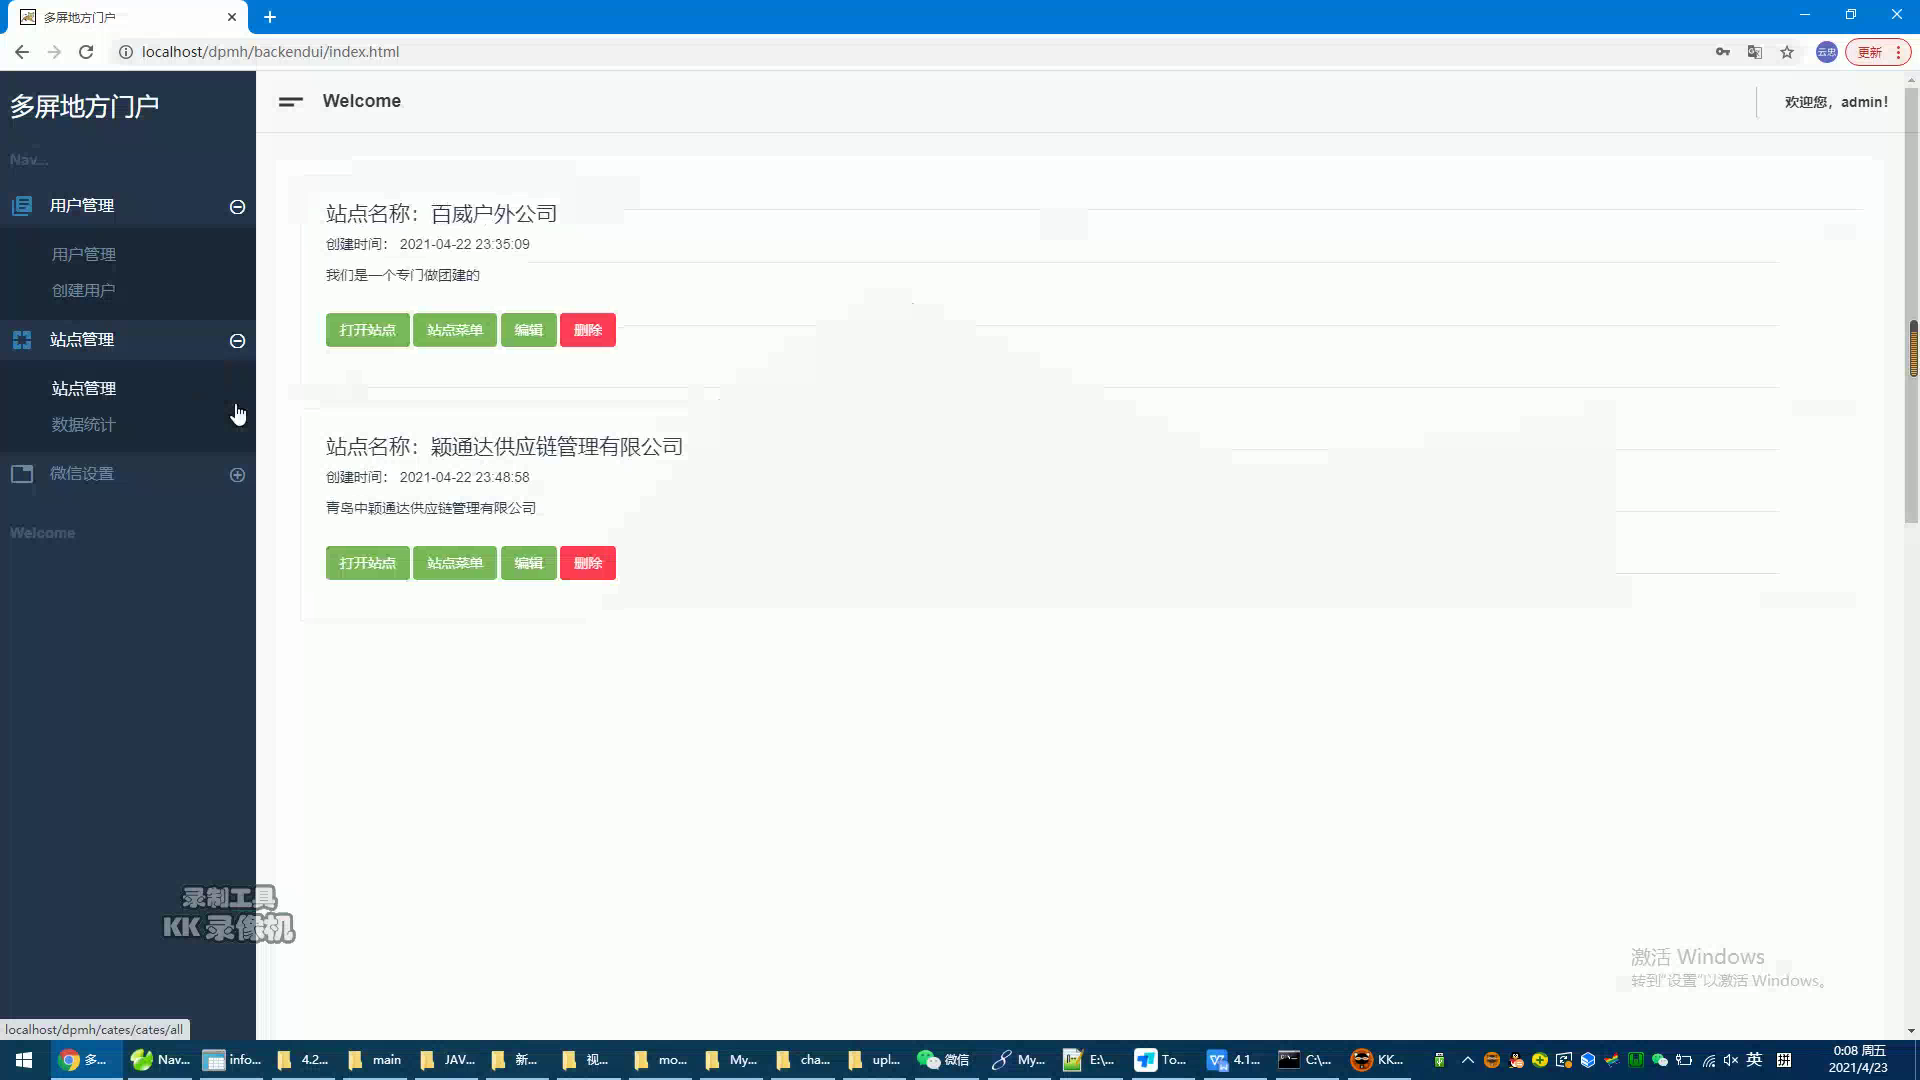 多屏地方门户
localhost/dpmh/backendui/index.html
云忠
更新
多屏地方门户
Nav...
用户管理
用户管理
创建用户
站点管理
站点管理
数据统计
微信设置
Welcome
Welcome
欢迎您，admin!
站点名称：百威户外公司
创建时间： 2021-04-22 23:35:09
我们是一个专门做团建的
打开站点 站点菜单 编辑 删除
站点名称：颖通达供应链管理有限公司
创建时间： 2021-04-22 23:48:58
青岛中颖通达供应链管理有限公司
打开站点 站点菜单 编辑 删除
录制工具
KK 录像机
激活 Windows
转到"设置"以激活 Windows。
localhost/dpmh/cates/cates/all
多... Nav... info... 4.2... main JAV... 新... 视... mo... My... cha... upl... 微信 My... E:\... To... 4.1... C:\... KK... 英 拼
0:08 周五
2021/4/23